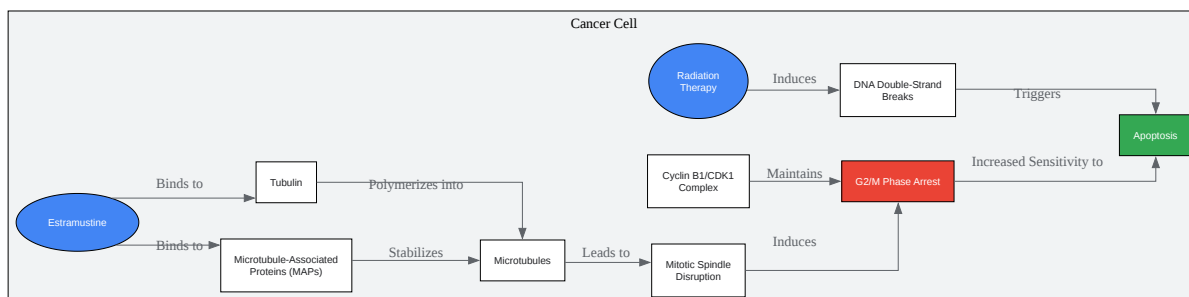 Cancer Cell
Radiation
Therapy
Induces
DNA Double-Strand
Breaks
Triggers
Apoptosis
Estramustine
Binds to
Tubulin
Polymerizes into
Binds to
Microtubule-Associated
Proteins (MAPs)
Stabilizes
Microtubules
Leads to
Mitotic Spindle
Disruption
Induces
Cyclin B1/CDK1
Complex
Maintains
G2/M Phase Arrest
Increased Sensitivity to